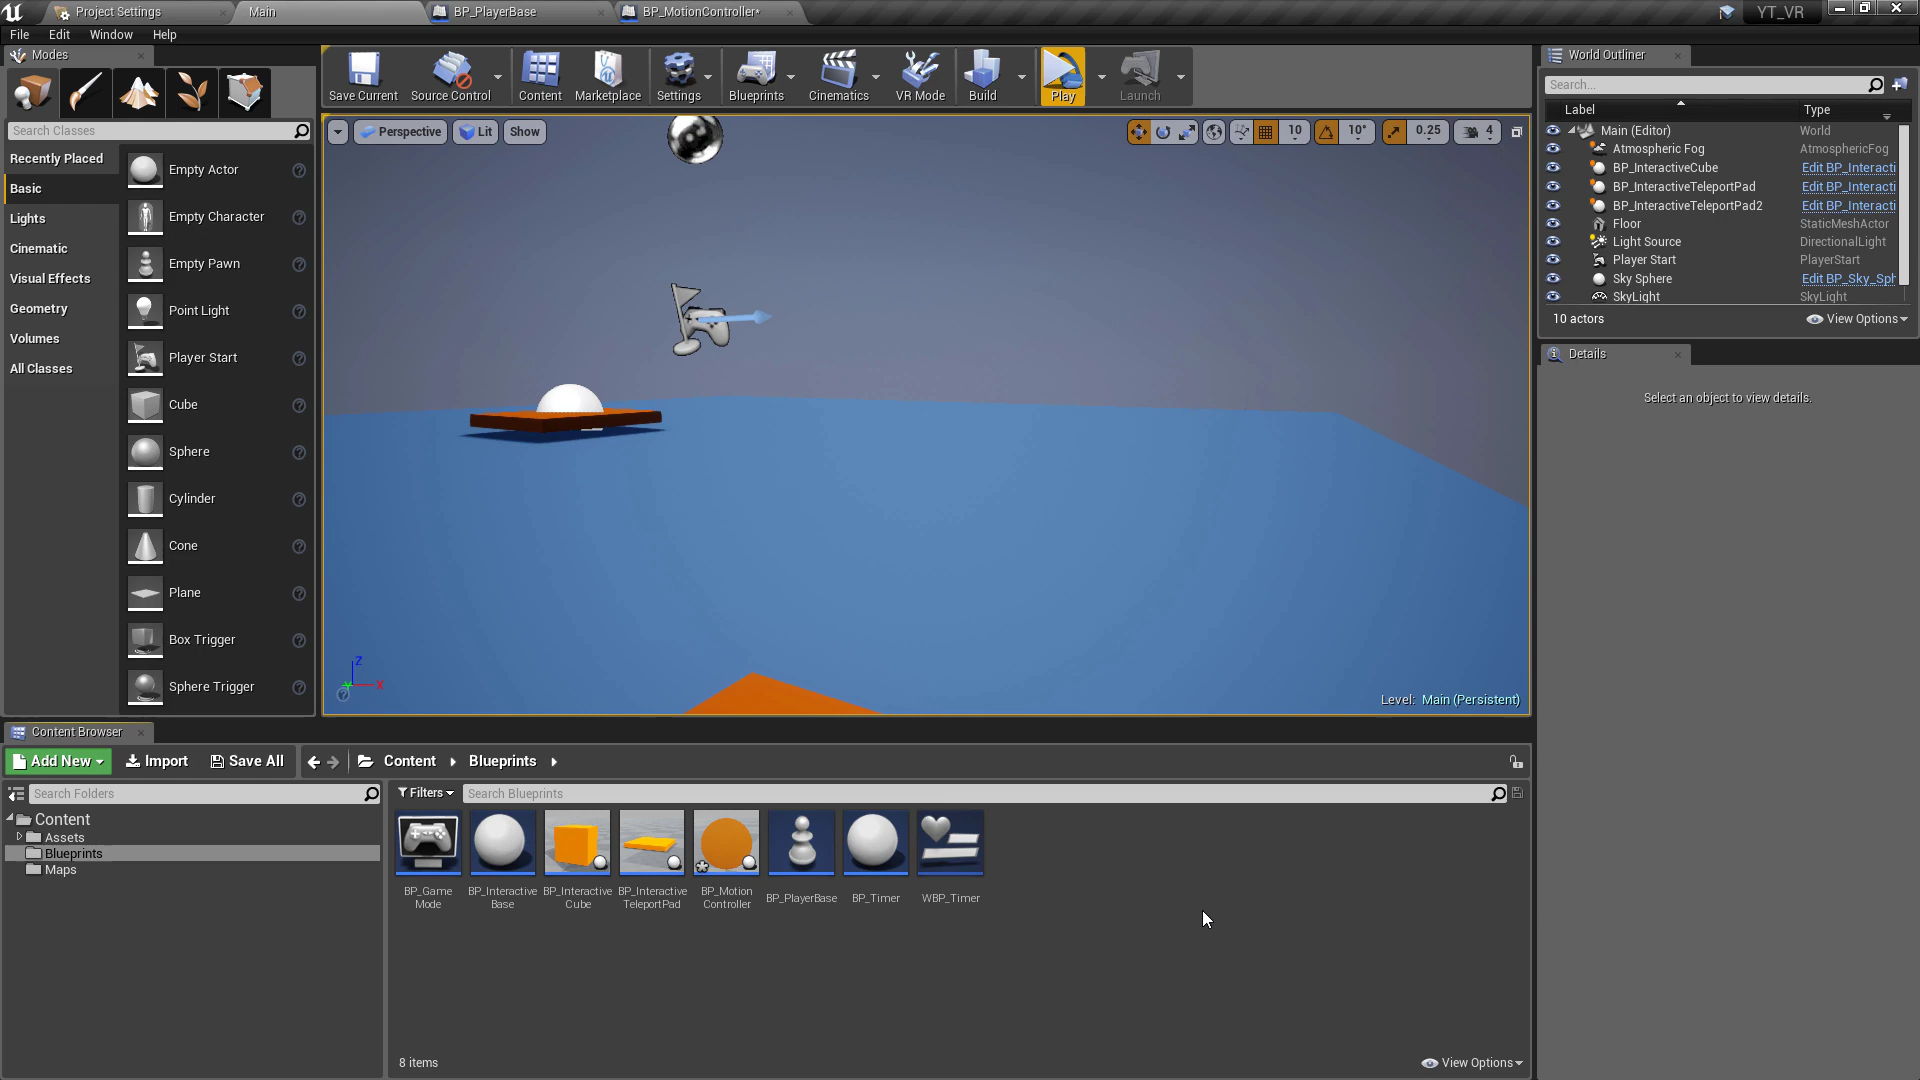 Project Settings
Main
BP_PlayerBase
BP_MotionController*
YT_VR
File Edit Window Help
Modes
Save Current
Source Control
Content
Marketplace
Settings
Blueprints
Cinematics
VR Mode
Build
Play
Launch
Search Classes
Recently Placed
Basic
Lights
Cinematic
Visual Effects
Geometry
Volumes
All Classes
Empty Actor
Empty Character
Empty Pawn
Point Light
Player Start
Cube
Sphere
Cylinder
Cone
Plane
Box Trigger
Sphere Trigger
Perspective
Lit
Show
10
10°
0.25
4
Z
X
Level: Main (Persistent)
World Outliner
Search...
Label Type
Main (Editor) World
Atmospheric Fog AtmosphericFog
BP_InteractiveCube Edit BP_Interacti
BP_InteractiveTeleportPad Edit BP_Interacti
BP_InteractiveTeleportPad2 Edit BP_Interacti
Floor StaticMeshActor
Light Source DirectionalLight
Player Start PlayerStart
Sky Sphere Edit BP_Sky_Sph
SkyLight SkyLight
10 actors
View Options
Details
Select an object to view details.
Content Browser
Add New
Import
Save All
Content
Blueprints
Search Folders
Content
Assets
Blueprints
Maps
Filters
Search Blueprints
BP_Game
Mode
BP_Interactive
Base
BP_Interactive
Cube
BP_Interactive
TeleportPad
BP_Motion
Controller
BP_PlayerBase
BP_Timer
WBP_Timer
8 items
View Options